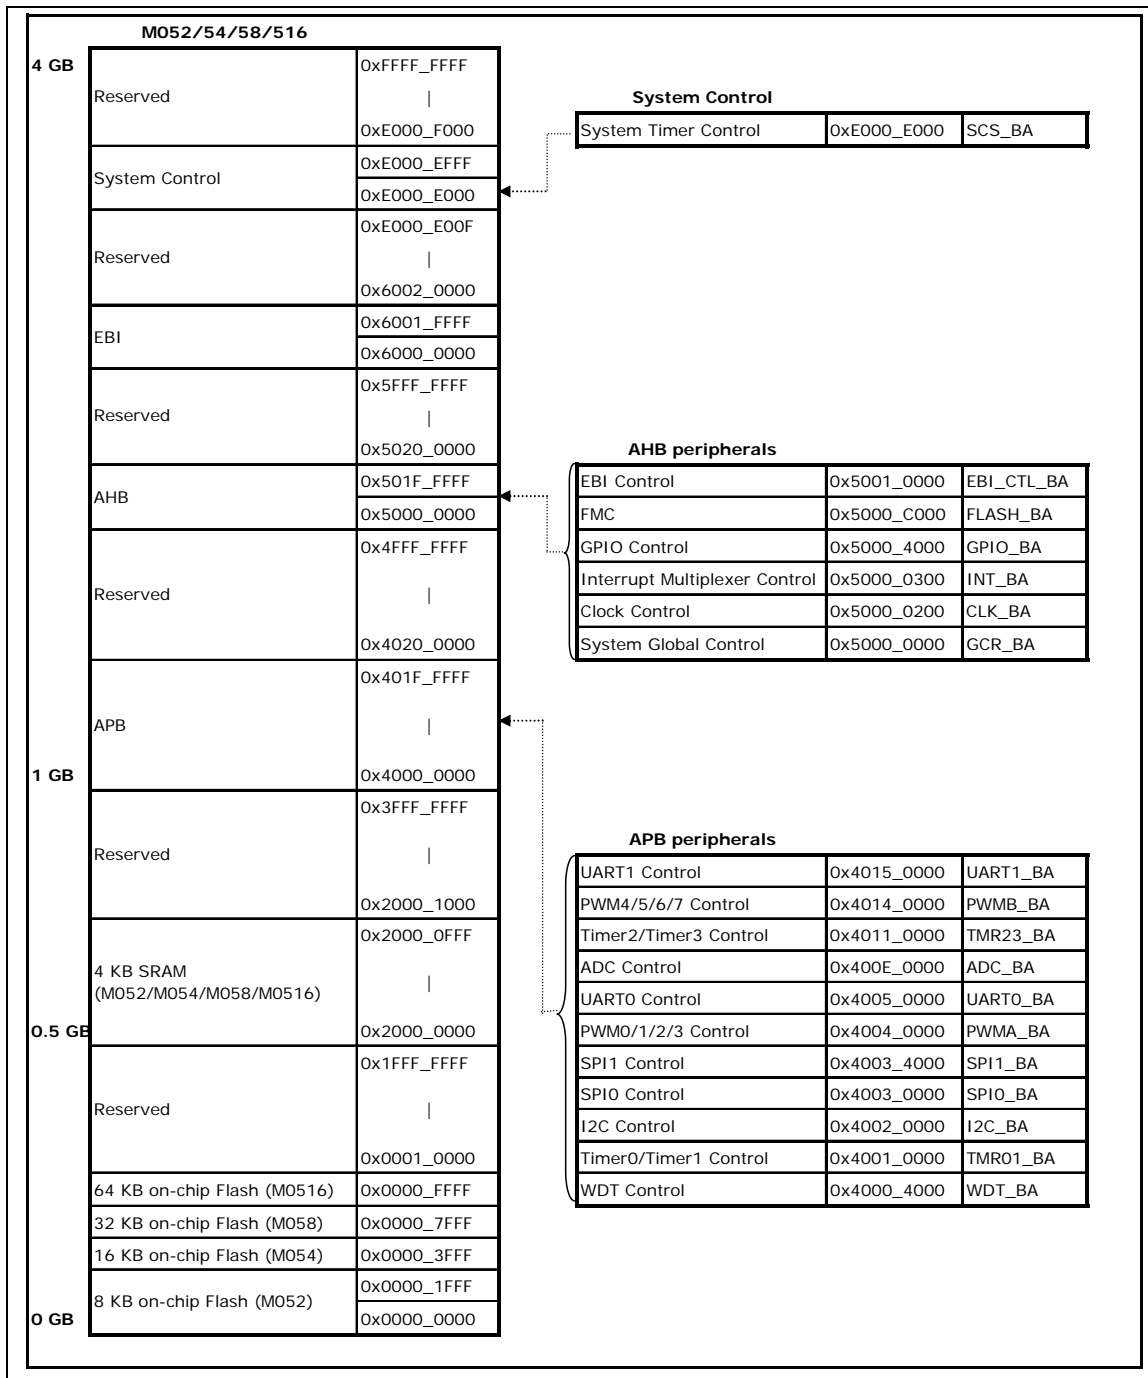 M052/54/58/516
4 GB
Reserved
0xFFFF_FFFF
|
0xE000_F000
System Control
0xE000_EFFF
0xE000_E000
Reserved
0xE000_E00F
|
0x6002_0000
EBI
0x6001_FFFF
0x6000_0000
Reserved
0x5FFF_FFFF
|
0x5020_0000
AHB
0x501F_FFFF
0x5000_0000
Reserved
0x4FFF_FFFF
|
0x4020_0000
APB
0x401F_FFFF
|
1 GB
0x4000_0000
Reserved
0x3FFF_FFFF
|
0x2000_1000
4 KB SRAM
(M052/M054/M058/M0516)
0x2000_0FFF
|
0.5 GB
0x2000_0000
Reserved
0x1FFF_FFFF
|
0x0001_0000
64 KB on-chip Flash (M0516) 0x0000_FFFF
32 KB on-chip Flash (M058) 0x0000_7FFF
16 KB on-chip Flash (M054) 0x0000_3FFF
8 KB on-chip Flash (M052)
0x0000_1FFF
0 GB
0x0000_0000
System Control
System Timer Control 0xE000_E000 SCS_BA
AHB peripherals
EBI Control 0x5001_0000 EBI_CTL_BA
FMC 0x5000_C000 FLASH_BA
GPIO Control 0x5000_4000 GPIO_BA
Interrupt Multiplexer Control 0x5000_0300 INT_BA
Clock Control 0x5000_0200 CLK_BA
System Global Control 0x5000_0000 GCR_BA
APB peripherals
UART1 Control 0x4015_0000 UART1_BA
PWM4/5/6/7 Control 0x4014_0000 PWMB_BA
Timer2/Timer3 Control 0x4011_0000 TMR23_BA
ADC Control 0x400E_0000 ADC_BA
UART0 Control 0x4005_0000 UART0_BA
PWM0/1/2/3 Control 0x4004_0000 PWMA_BA
SPI1 Control 0x4003_4000 SPI1_BA
SPI0 Control 0x4003_0000 SPI0_BA
I2C Control 0x4002_0000 I2C_BA
Timer0/Timer1 Control 0x4001_0000 TMR01_BA
WDT Control 0x4000_4000 WDT_BA